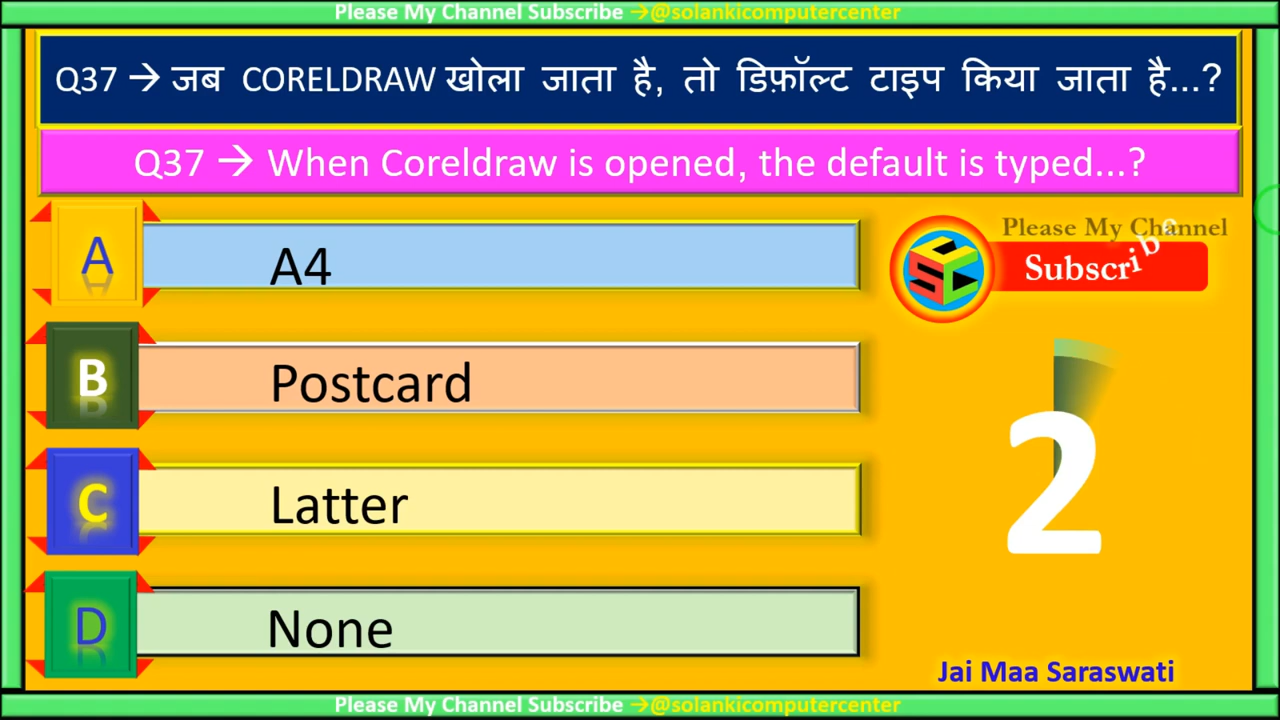 Please My Channel Subscribe →@solankicomputercenter
Q37 → जब CORELDRAW खोला जाता है, तो डिफ़ॉल्ट टाइप किया जाता है...?
Q37 → When Coreldraw is opened, the default is typed...?
A A4
Please My Channel
Subscribe
SCC
B Postcard
2
C Latter
D None
Jai Maa Saraswati
Please My Channel Subscribe →@solankicomputercenter